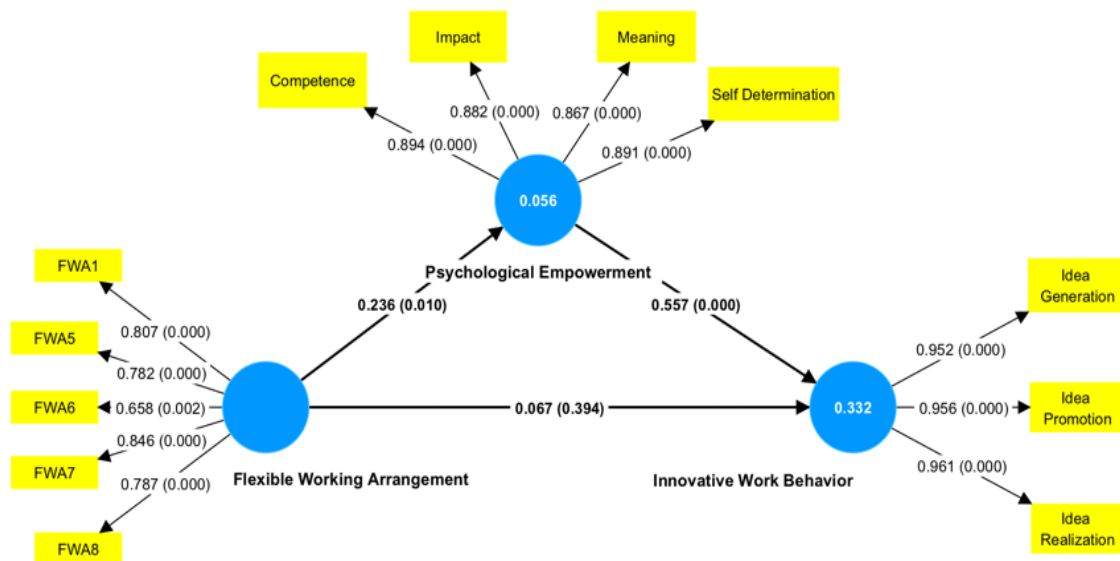 Impact
Meaning
Competence
Self Determination
0.882 (0.000)
0.867 (0.000)
0.894 (0.000)
0.891 (0.000)
0.056
Psychological Empowerment
0.236 (0.010)
0.557 (0.000)
FWA1
FWA5
FWA6
FWA7
FWA8
0.807 (0.000)
0.782 (0.000)
0.658 (0.002)
0.846 (0.000)
0.787 (0.000)
Flexible Working Arrangement
0.067 (0.394)
0.332
Innovative Work Behavior
0.952 (0.000)
0.956 (0.000)
0.961 (0.000)
Idea
Generation
Idea
Promotion
Idea
Realization